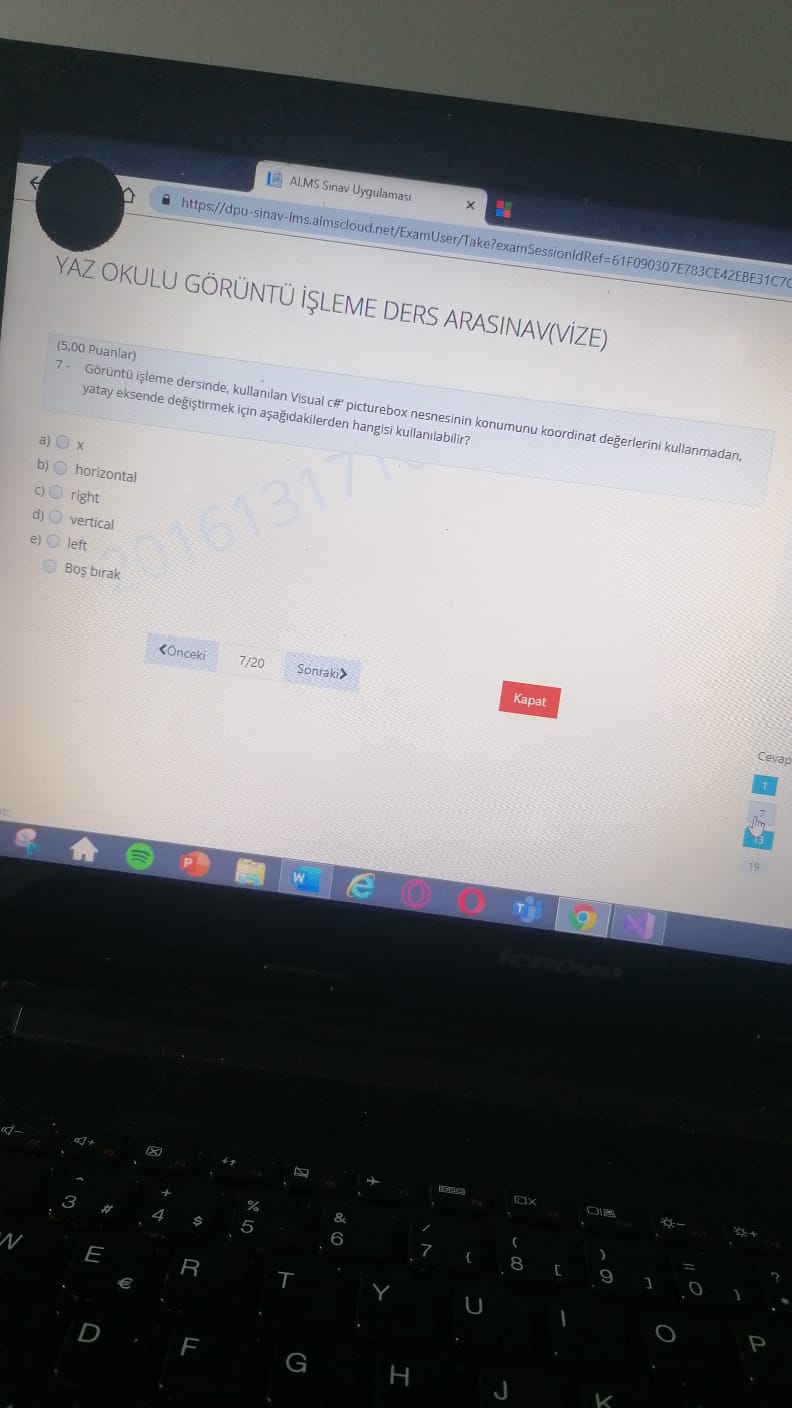 ALMS Sınav Uygulaması
https://dpu-sinav-lms.almscloud.net/ExamUser/Take?examSessionIdRef=61F090307E783CE42EBE31C7C
YAZ OKULU GÖRÜNTÜ İŞLEME DERS ARASINAV(VİZE)
(5,00 Puanlar)
7 - Görüntü işleme dersinde, kullanılan Visual c#' picturebox nesnesinin konumunu koordinat değerlerini kullanmadan,
yatay eksende değiştirmek için aşağıdakilerden hangisi kullanılabilir?
a) x
b) horizontal
c) right
d) vertical
e) left
Boş bırak
20161317
Önceki 7/20 Sonraki
Kapat
Cevap
1
7
13
19
lenovo
3 # 4 $ % 5 & 6 / 7 { ( 8 [ ) 9 ] = 0 } ? *
^ +
W E € R T Y U I O P
D F G H J K